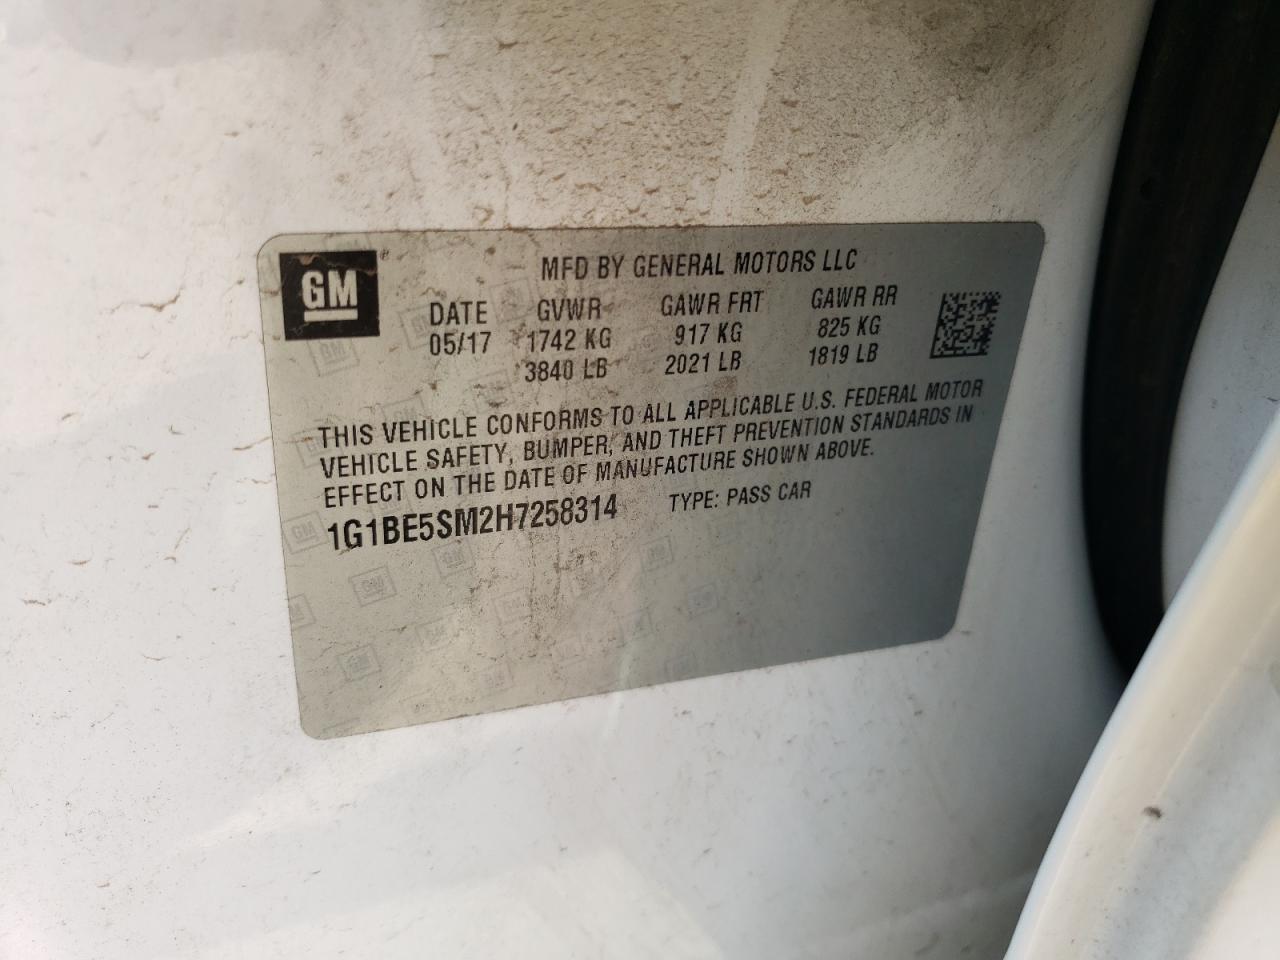 GM®
MFD BY GENERAL MOTORS LLC
DATE GVWR GAWR FRT GAWR RR
05/17 1742 KG 917 KG 825 KG
3840 LB 2021 LB 1819 LB
THIS VEHICLE CONFORMS TO ALL APPLICABLE U.S. FEDERAL MOTOR
VEHICLE SAFETY, BUMPER, AND THEFT PREVENTION STANDARDS IN
EFFECT ON THE DATE OF MANUFACTURE SHOWN ABOVE.
1G1BE5SM2H7258314 TYPE: PASS CAR